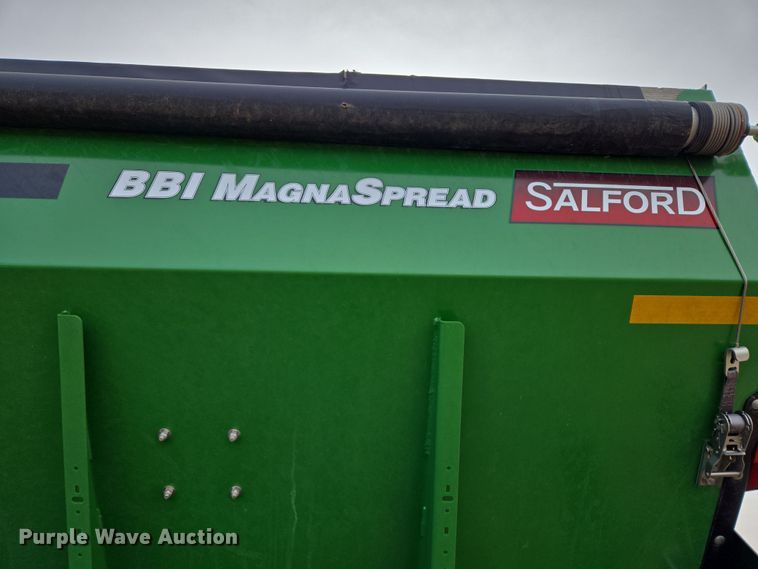 BBI MAGNASPREAD SALFORD
Purple Wave Auction